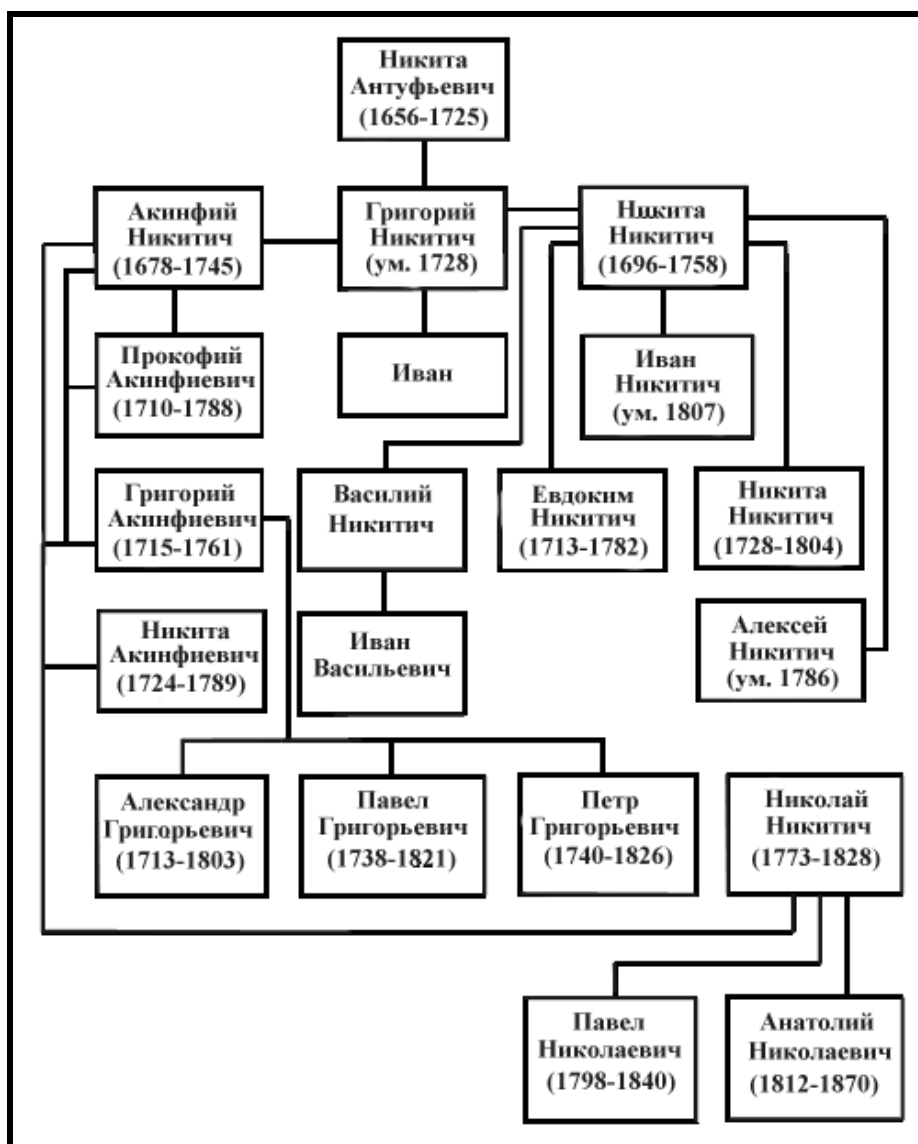 Никита
Антуфьевич
(1656-1725)
Акинфий
Никитич
(1678-1745)
Григорий
Никитич
(ум. 1728)
Никита
Никитич
(1696-1758)
Прокофий
Акинфиевич
(1710-1788)
Иван
Иван
Никитич
(ум. 1807)
Григорий
Акинфиевич
(1715-1761)
Василий
Никитич
Евдоким
Никитич
(1713-1782)
Никита
Никитич
(1728-1804)
Никита
Акинфиевич
(1724-1789)
Иван
Васильевич
Алексей
Никитич
(ум. 1786)
Александр
Григорьевич
(1713-1803)
Павел
Григорьевич
(1738-1821)
Петр
Григорьевич
(1740-1826)
Николай
Никитич
(1773-1828)
Павел
Николаевич
(1798-1840)
Анатолий
Николаевич
(1812-1870)